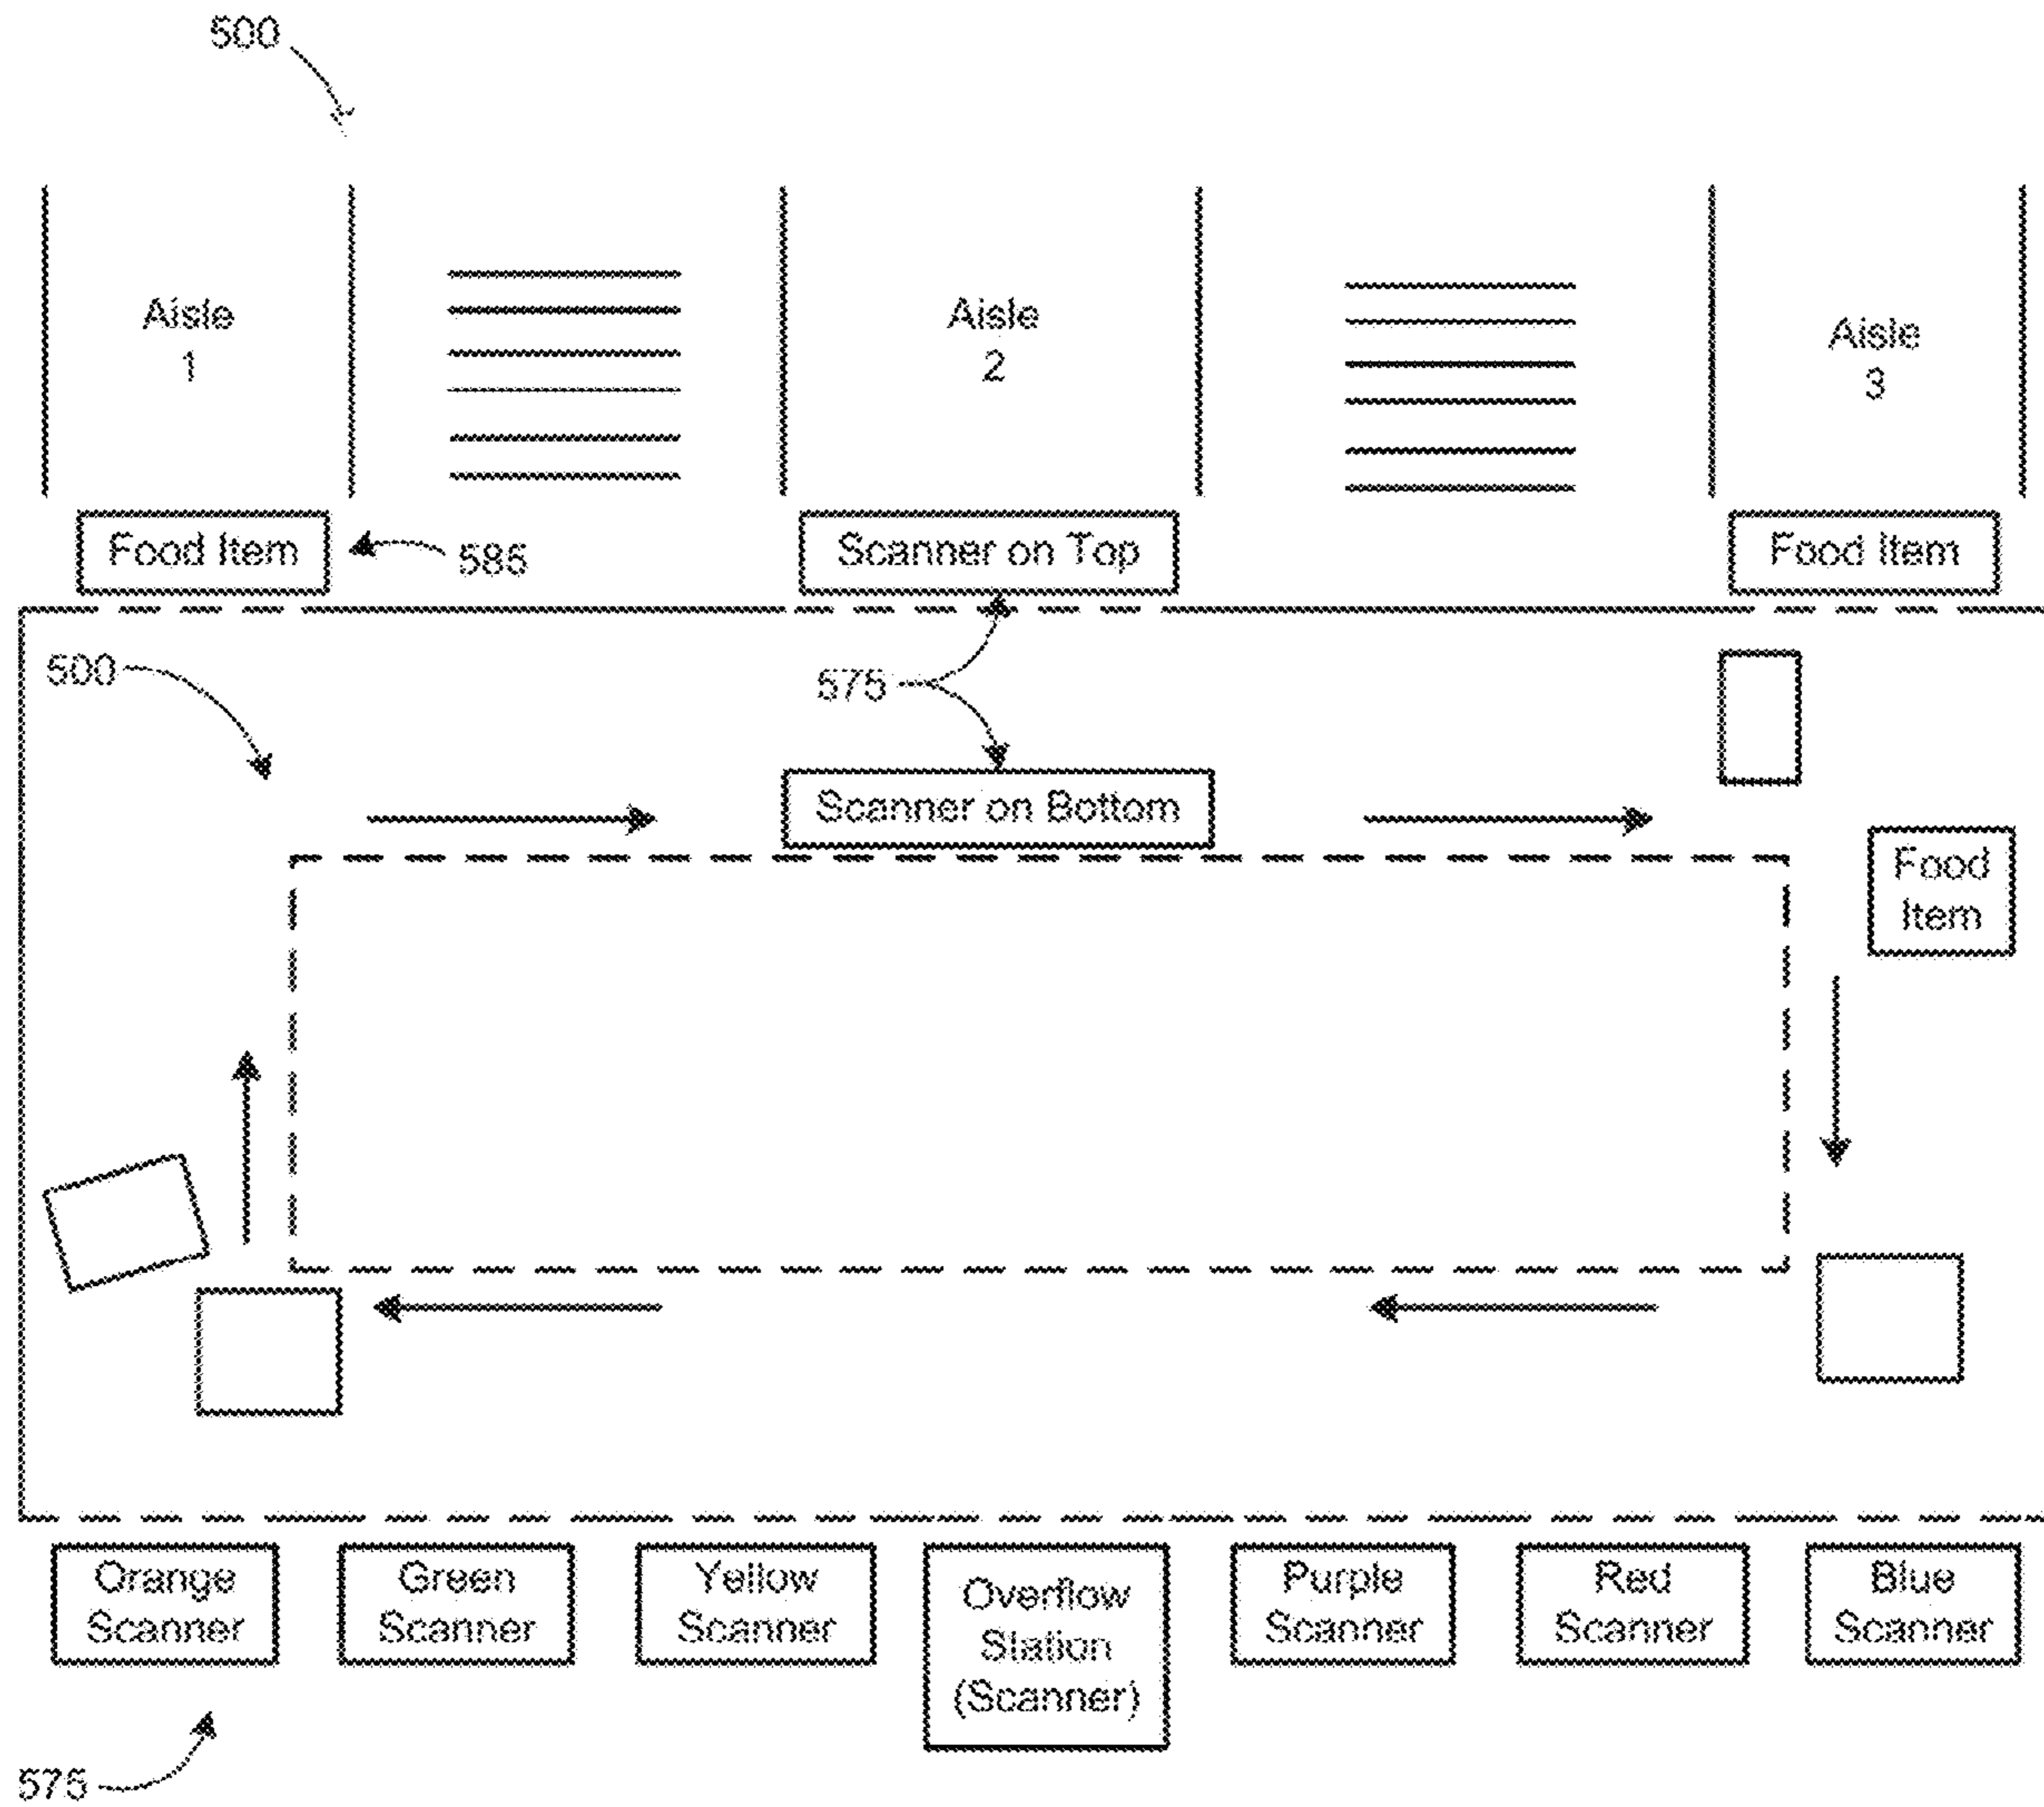 500
Aisle
1
Aisle
2
Aisle
3
Food Item
585
Scanner on Top
Food Item
500
575
Scanner on Bottom
Food
Item
Orange
Scanner
Green
Scanner
Yellow
Scanner
Overflow
Station
(Scanner)
Purple
Scanner
Red
Scanner
Blue
Scanner
575